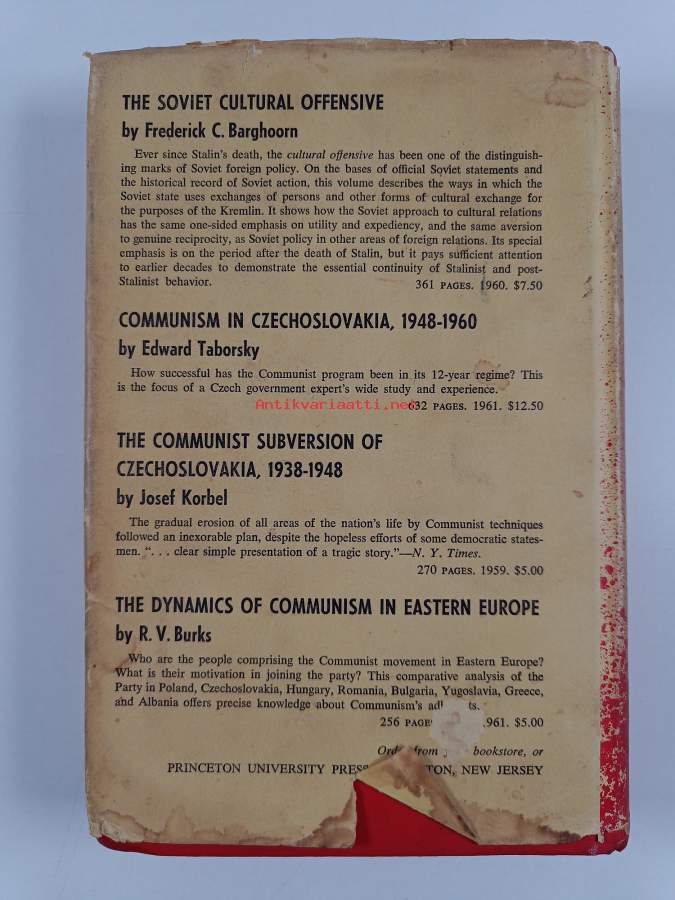 THE SOVIET CULTURAL OFFENSIVE
by Frederick C. Barghoorn
Ever since Stalin's death, the cultural offensive has been one of the distinguish-
ing marks of Soviet foreign policy. On the bases of official Soviet statements and
the historical record of Soviet action, this volume describes the ways in which the
Soviet state uses exchanges of persons and other forms of cultural exchange for
the purposes of the Kremlin. It shows how the Soviet approach to cultural relations
has the same one-sided emphasis on utility and expediency, and the same aversion
to genuine reciprocity, as Soviet policy in other areas of foreign relations. Its special
emphasis is on the period after the death of Stalin, but it pays sufficient attention
to earlier decades to demonstrate the essential continuity of Stalinist and post-
Stalinist behavior.
361 PAGES. 1960. $7.50
COMMUNISM IN CZECHOSLOVAKIA, 1948-1960
by Edward Taborsky
How successful has the Communist program been in its 12-year regime? This
is the focus of a Czech government expert's wide study and experience.
Antikvariaatti.net
632 PAGES. 1961. $12.50
THE COMMUNIST SUBVERSION OF
CZECHOSLOVAKIA, 1938-1948
by Josef Korbel
The gradual erosion of all areas of the nation's life by Communist techniques
followed an inexorable plan, despite the hopeless efforts of some democratic states-
men. ". . . clear simple presentation of a tragic story."—N. Y. Times.
270 PAGES. 1959. $5.00
THE DYNAMICS OF COMMUNISM IN EASTERN EUROPE
by R. V. Burks
Who are the people comprising the Communist movement in Eastern Europe?
What is their motivation in joining the party? This comparative analysis of the
Party in Poland, Czechoslovakia, Hungary, Romania, Bulgaria, Yugoslavia, Greece,
and Albania offers precise knowledge about Communism's
256 961. $5.00
from bookstore, or
PRINCETON UNIVERSITY NEW JERSEY